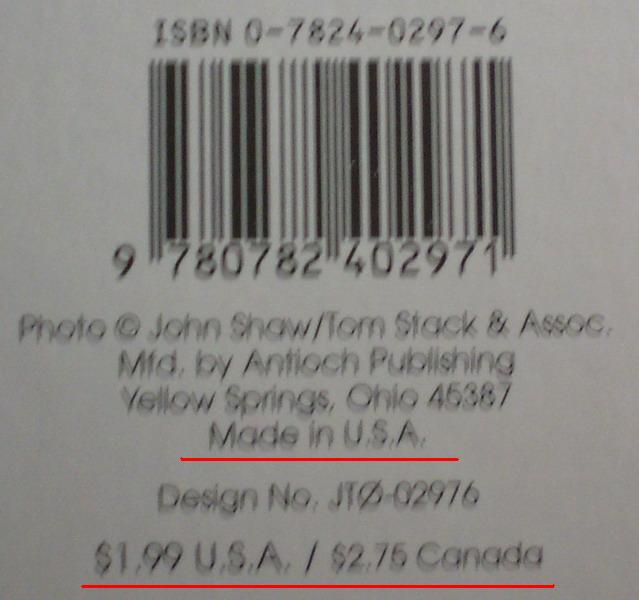 ISBN 0-7824-0297-6
9 780782 402971
Photo © John Shaw/Tom Stack & Assoc.
Mfd. by Antioch Publishing
Yellow Springs, Ohio 45387
Made in U.S.A.
Design No. JTØ-02976
$1.99 U.S.A. / $2.75 Canada